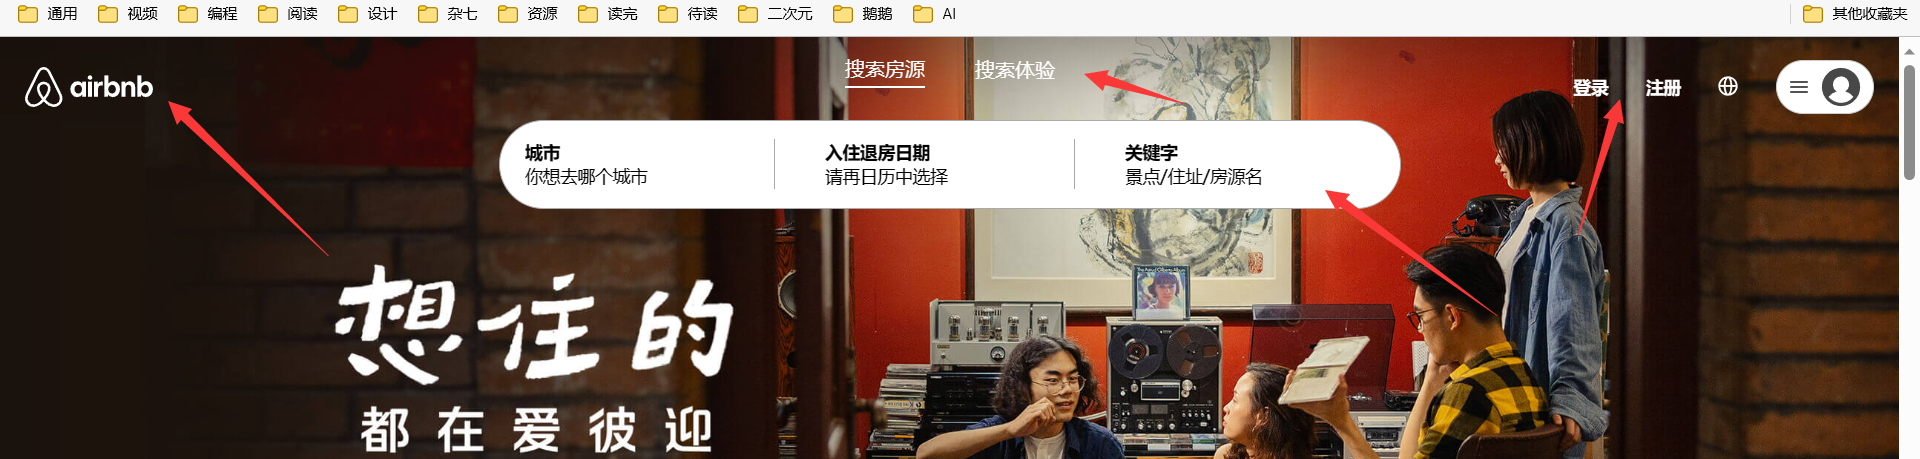 通用 视频 编程 阅读 设计 杂七 资源 读完 待读 二次元 鹅鹅 AI 其他收藏夹
airbnb 搜索房源 搜索体验 登录 注册
城市 入住退房日期 关键字
你想去哪个城市 请再日历中选择 景点/住址/房源名
想住的
都在爱彼迎